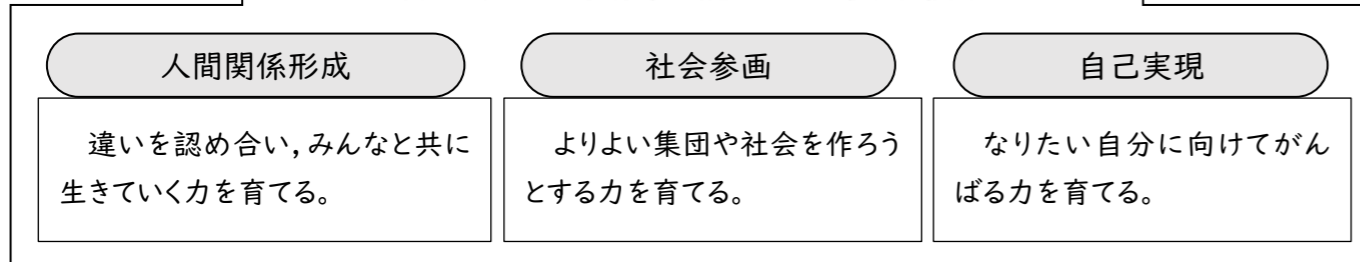 人間関係形成
違いを認め合い,みんなと共に
生きていく力を育てる。
社会参画
よりよい集団や社会を作ろう
とする力を育てる。
自己実現
なりたい自分に向けてがん
ばる力を育てる。